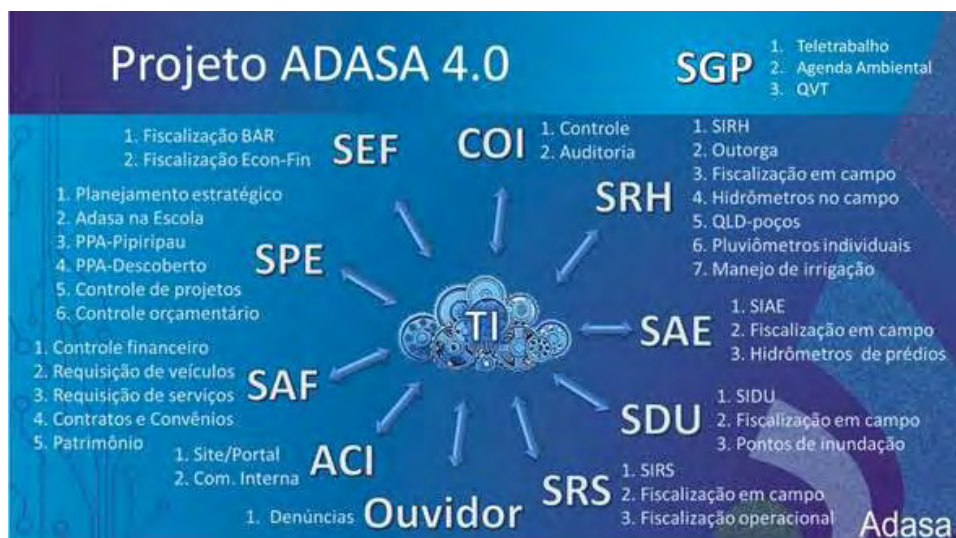 Projeto ADASA 4.0
SGP
1. Teletrabalho
2. Agenda Ambiental
3. QVT
1. Fiscalização BAR
2. Fiscalização Econ-Fin
SEF
COI
1. Controle
2. Auditoria
SRH
1. SIRH
2. Outorga
3. Fiscalização em campo
4. Hidrômetros no campo
5. QLD-poços
6. Pluviômetros individuais
7. Manejo de irrigação
1. Planejamento estratégico
2. Adasa na Escola
3. PPA-Pipiripau
4. PPA-Descoberto
5. Controle de projetos
6. Controle orçamentário
SPE
TI
SAE
1. SIAE
2. Fiscalização em campo
3. Hidrômetros de prédios
1. Controle financeiro
2. Requisição de veículos
3. Requisição de serviços
4. Contratos e Convênios
5. Patrimônio
SAF
SDU
1. SIDU
2. Fiscalização em campo
3. Pontos de inundação
1. Site/Portal
2. Com. Interna
ACI
SRS
1. SIRS
2. Fiscalização em campo
3. Fiscalização operacional
1. Denúncias
Ouvidor
Adasa